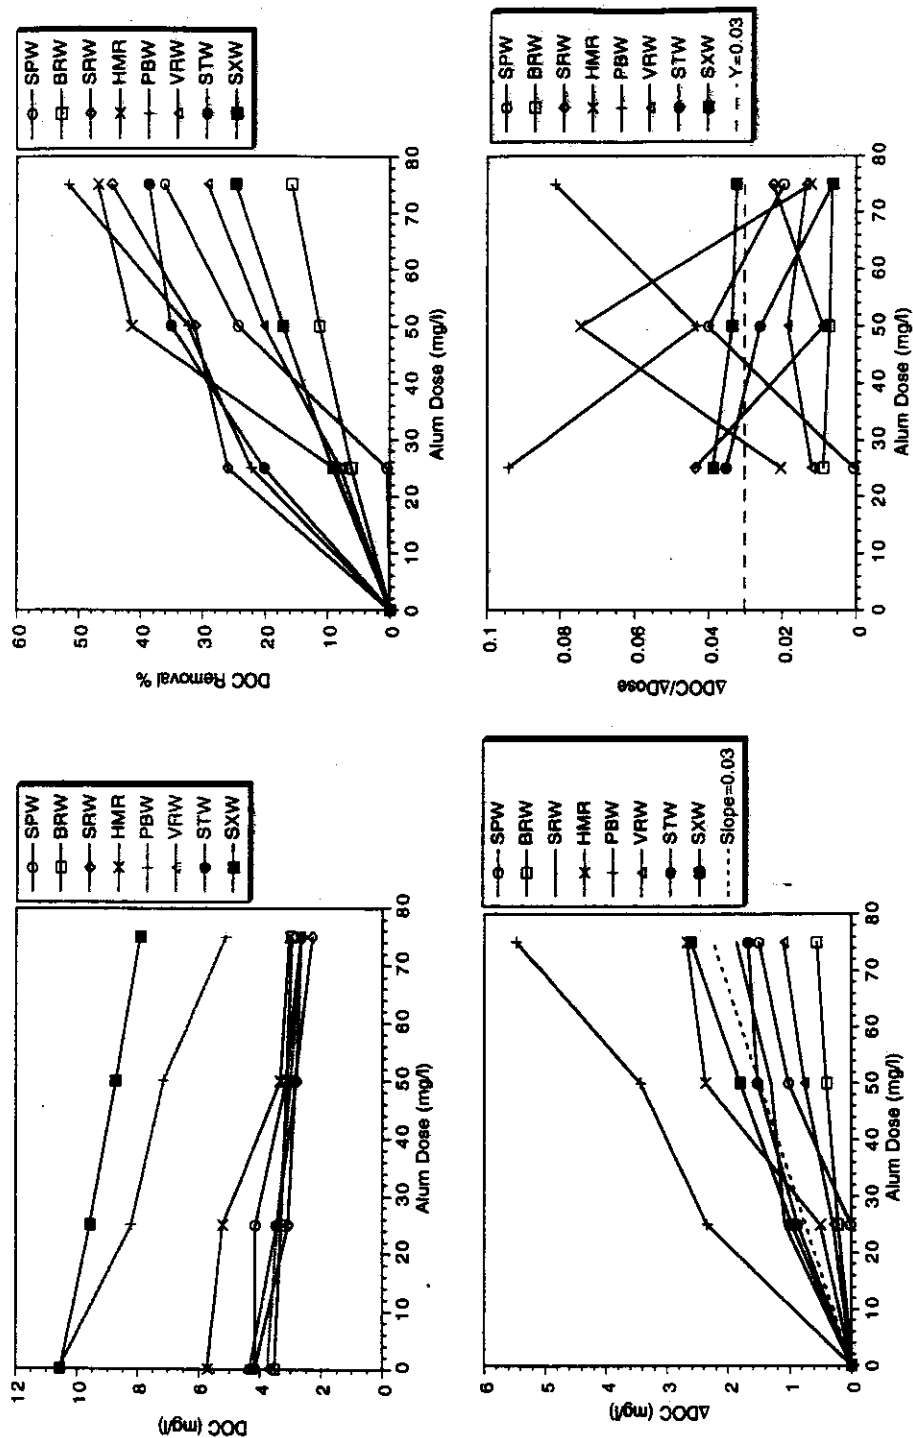 12
10
8
6
4
2
0
DOC (mg/l)
0
10
20
30
40
50
60
70
80
Alum Dose (mg/l)
SPW
BRW
SRW
HMR
PBW
VRW
STW
SXW
60
50
40
30
20
10
0
DOC Removal %
0
10
20
30
40
50
60
70
80
Alum Dose (mg/l)
SPW
BRW
SRW
HMR
PBW
VRW
STW
SXW
6
5
4
3
2
1
0
ΔDOC (mg/l)
0
10
20
30
40
50
60
70
80
Alum Dose (mg/l)
SPW
BRW
SRW
HMR
PBW
VRW
STW
SXW
Slope=0.03
0.1
0.08
0.06
0.04
0.02
0
ΔDOC/ΔDose
0
10
20
30
40
50
60
70
80
Alum Dose (mg/l)
SPW
BRW
SRW
HMR
PBW
VRW
STW
SXW
Y=0.03